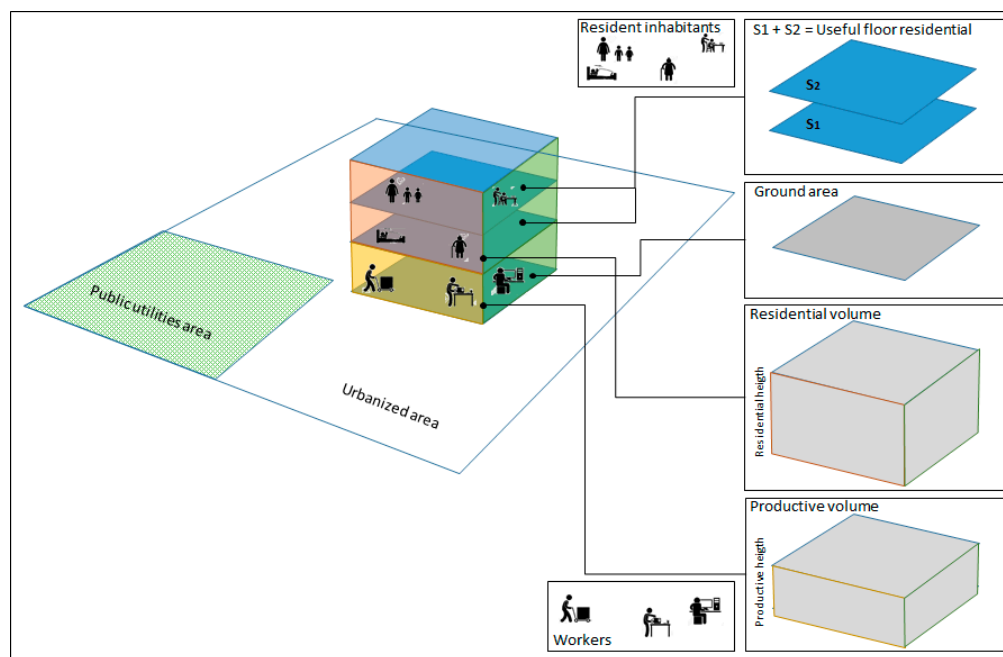 Resident inhabitants
S1 + S2 = Useful floor residential
S2
S1
Ground area
Public utilities area
Urbanized area
Residential volume
Residential heigth
Productive volume
Productive heigth
Workers